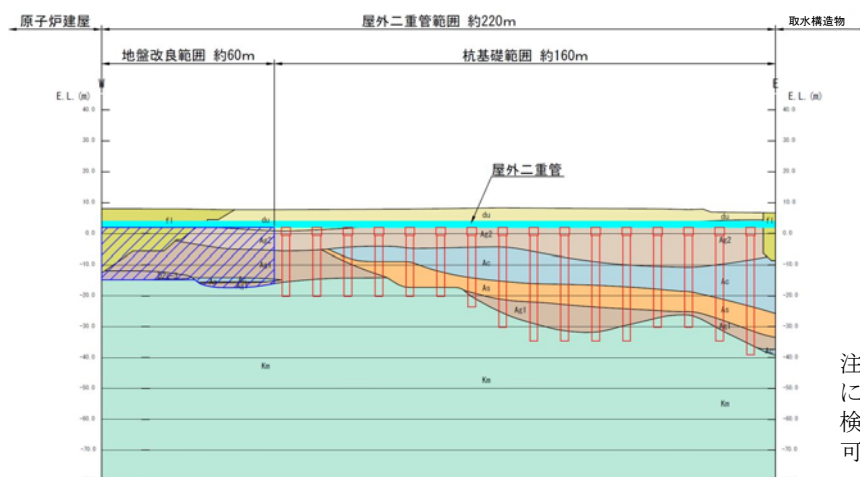 原子炉建屋 屋外二重管範囲 約220m 取水構造物
地盤改良範囲 約60m 杭基礎範囲 約160m
W E
E.L.(m) E.L.(m)
40.0 40.0
30.0 30.0
20.0 20.0
屋外二重管
10.0 10.0
fl du du du fl
0.0 Ag2 Ag2 Ag2 0.0
Ag1 Ac Ac
-10.0 -10.0
As
-20.0 -20.0
Ag1 As
-30.0 Ag1 -30.0
-40.0 -40.0
Km Km
-50.0 -50.0
Km
-60.0 -60.0
-70.0 -70.0
注
に
検
可